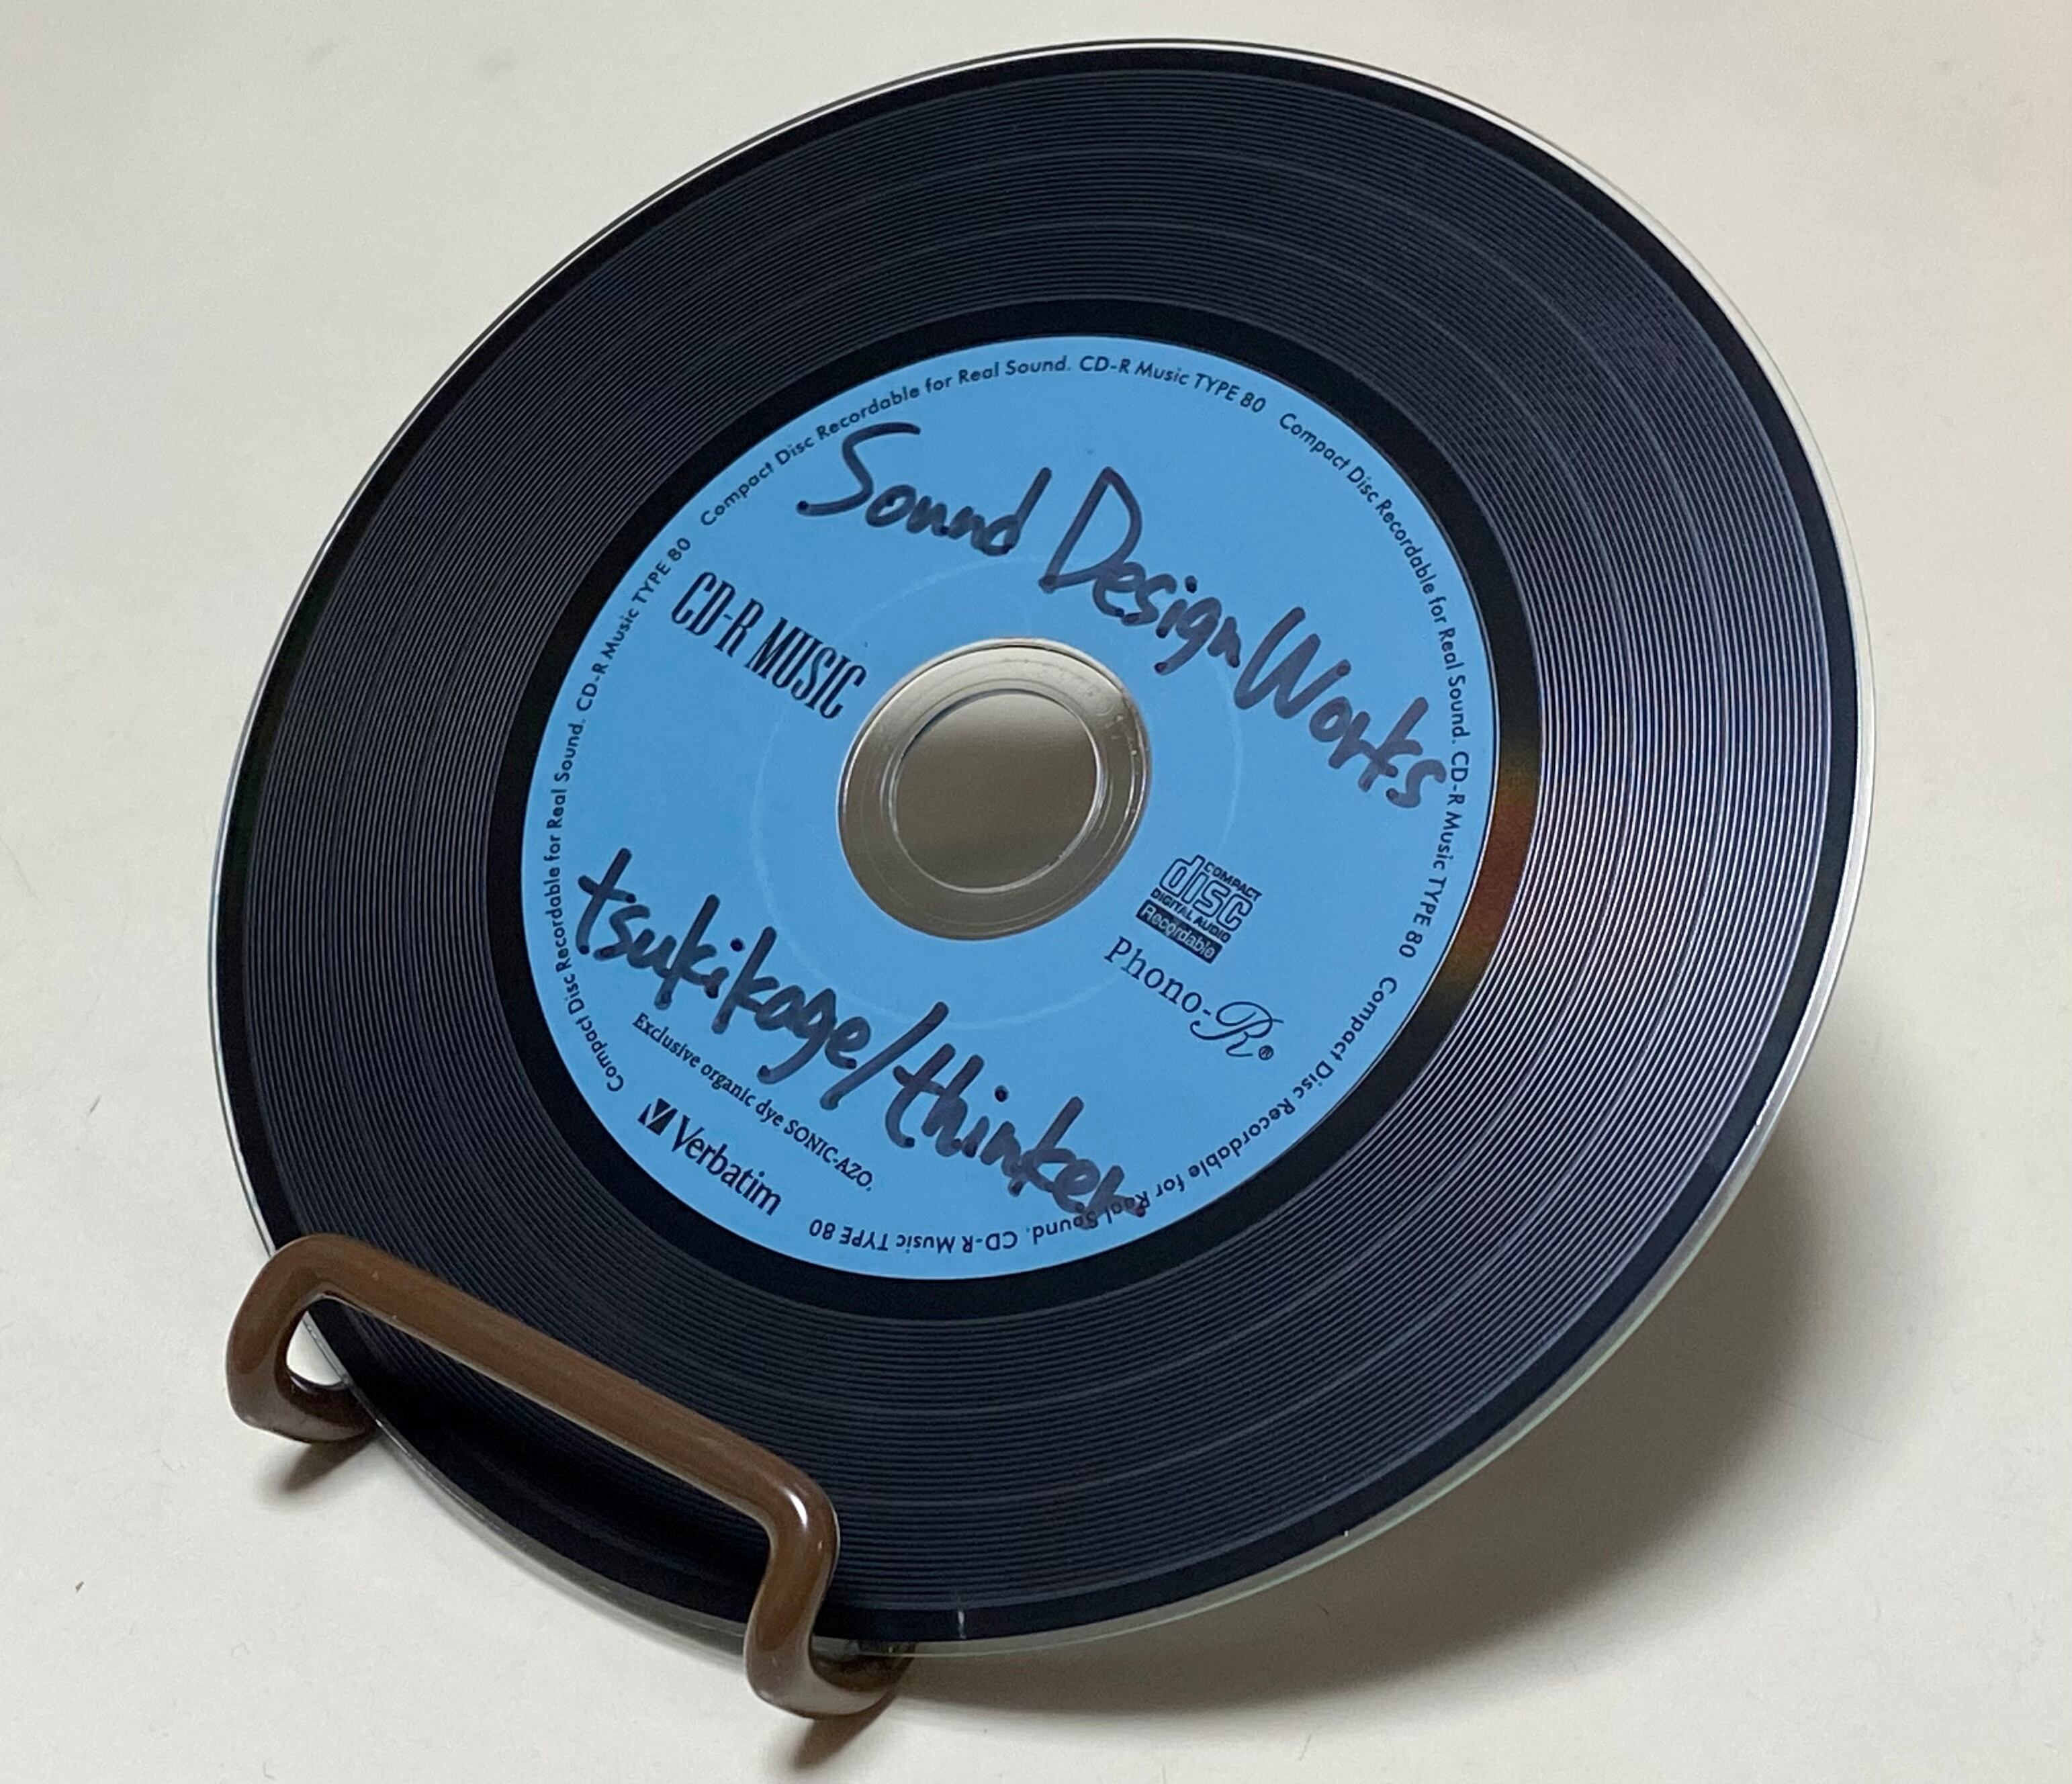 Compact Disc Recordable for Real Sound. CD-R Music TYPE 80
Compact Disc Recordable for Real Sound. CD-R Music TYPE 80
Compact Disc Recordable for Real Sound. CD-R Music TYPE 80
Compact Disc Recordable for Real Sound. CD-R Music TYPE 80
Sound Design Works
CD-R MUSIC
COMPACT
disc
DIGITAL AUDIO
Recordable
Phono-R®
tsukikage/thinker
Exclusive organic dye SONIC-AZO.
Verbatim